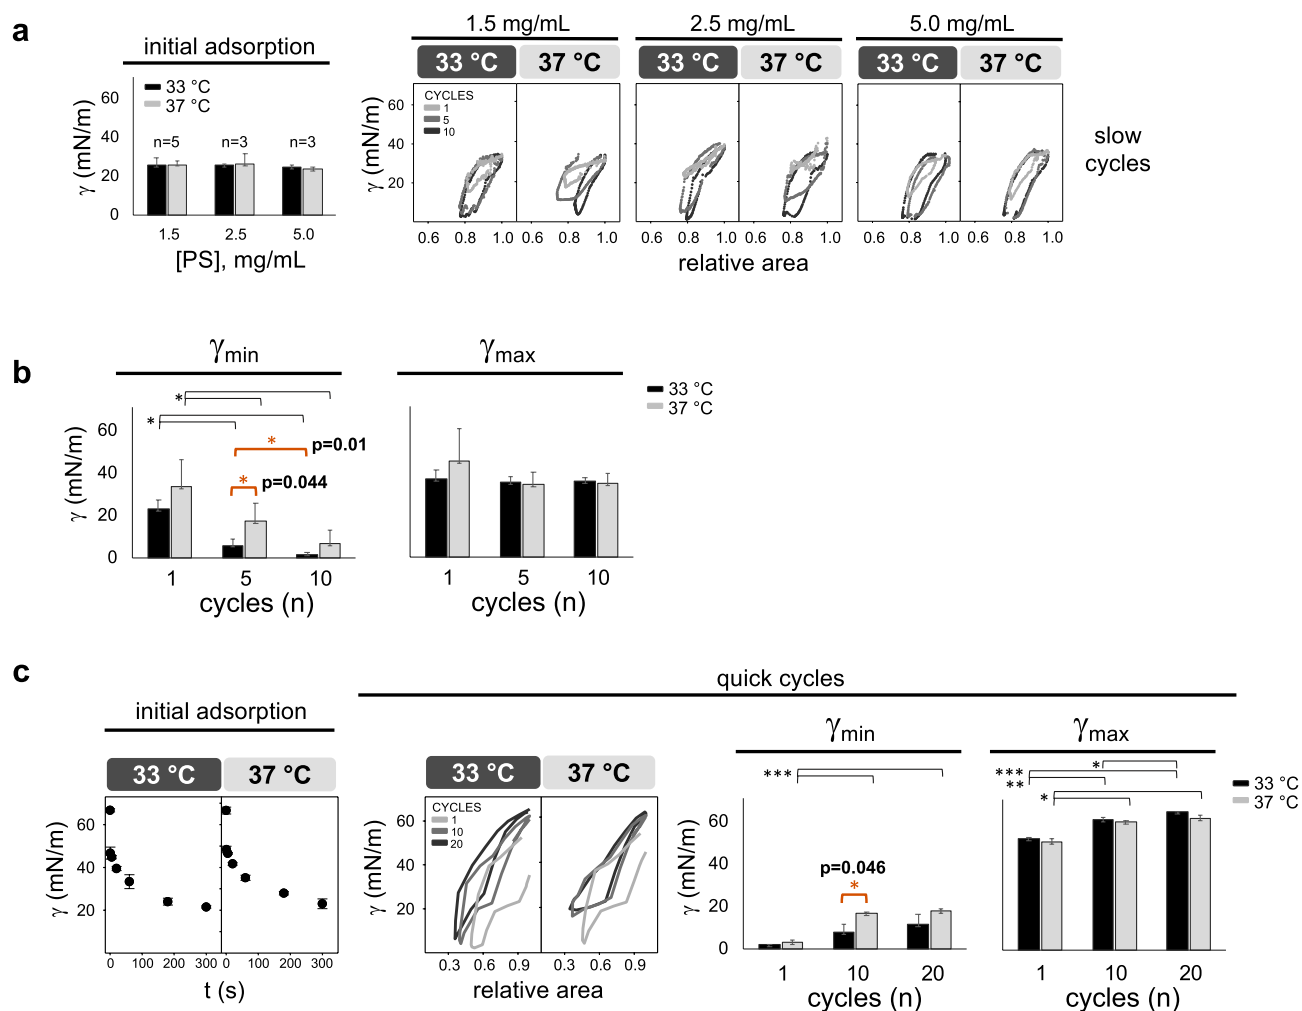 a
initial adsorption
33 °C
37 °C
γ (mN/m)
60
40
20
0
n=5 n=3 n=3
1.5 2.5 5.0
[PS], mg/mL
1.5 mg/mL 2.5 mg/mL 5.0 mg/mL
33 °C 37 °C 33 °C 37 °C 33 °C 37 °C
CYCLES
1
5
10
γ (mN/m)
60
40
20
0.6 0.8 1.0 0.6 0.8 1.0 0.6 0.8 1.0 0.6 0.8 1.0 0.6 0.8 1.0 0.6 0.8 1.0
relative area
slow
cycles
b
γmin
γmax
33 °C
37 °C
*
*
* p=0.01
* p=0.044
γ (mN/m)
60
40
20
0
1 5 10
cycles (n)
1 5 10
cycles (n)
c
quick cycles
initial adsorption
33 °C 37 °C
γ (mN/m)
60
40
20
0 100 200 300 0 100 200 300
t (s)
33 °C 37 °C
CYCLES
1
10
20
γ (mN/m)
60
40
20
0.3 0.6 0.9 0.3 0.6 0.9
relative area
γmin
***
p=0.046
*
γ (mN/m)
60
40
20
0
1 10 20
cycles (n)
γmax
*
***
**
*
1 10 20
cycles (n)
33 °C
37 °C